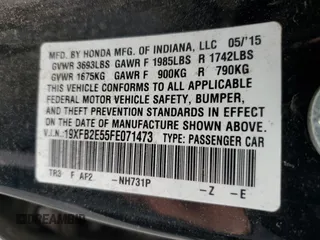 MFD. BY HONDA MFG. OF INDIANA, LLC 05/'15
GVWR 3693LBS GAWR F 1985LBS R 1742LBS
GVWR 1675KG GAWR F 900KG R 790KG
THIS VEHICLE CONFORMS TO ALL APPLICABLE
FEDERAL MOTOR VEHICLE SAFETY, BUMPER,
AND THEFT PREVENTION STANDARDS IN EFFECT
ON THE DATE OF MANUFACTURE SHOWN ABOVE.
V.I.N.:19XFB2E55FE071473 TYPE: PASSENGER CAR
TR3 F AF2 -NH731P -Z -E